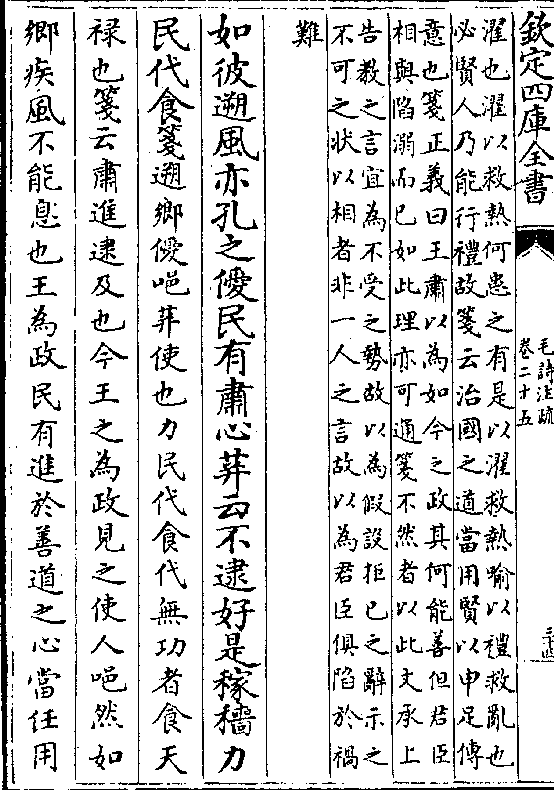 欽定四庫全書
毛詩注疏
卷二十五
濯也濯以救熱何患之有是以濯救熱喻以禮救亂也
必賢人乃能行禮故箋云治國之道當用賢以申足傳
意也箋正義曰王肅以為如今之政其何能善但君臣
相與陷溺而已如此理亦可通箋不然者以此文承上
告教之言宜為不受之勢故以為假設拒已之辭示之
不可之狀以相者非一人之言故以為君臣俱陷於禍
難
如彼遡風亦孔之僾民有肅心荓云不逮好是稼穡力
民代食箋遡鄉僾唈荓使也力民代食代無功者食天
禄也箋云肅進逮及也今王之為政見之使人唈然如
鄉疾風不能息也王為政民有進於善道之心當任用